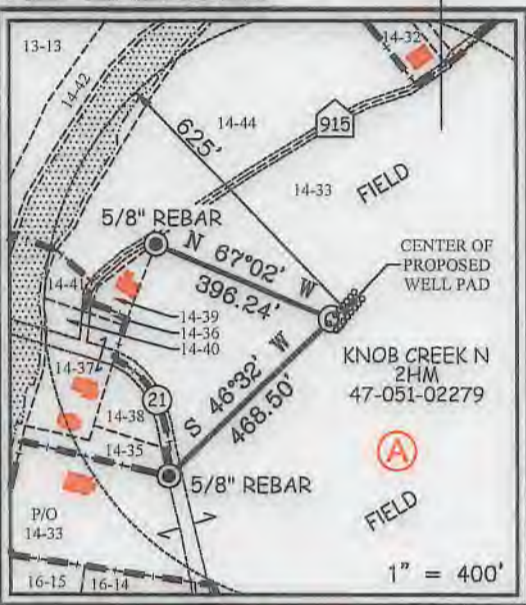 13-13
14-42
14-32
14-44
915
625'
14-33
FIELD
5/8" REBAR
N 67°02' W
396.24'
CENTER OF
PROPOSED
WELL PAD
14-41
14-39
14-36
14-40
KNOB CREEK N
2HM
47-051-02279
14-37
S 46°32' W
468.50'
21
14-38
A
14-35
5/8" REBAR
P/O
14-33
FIELD
16-15
16-14
1" = 400'